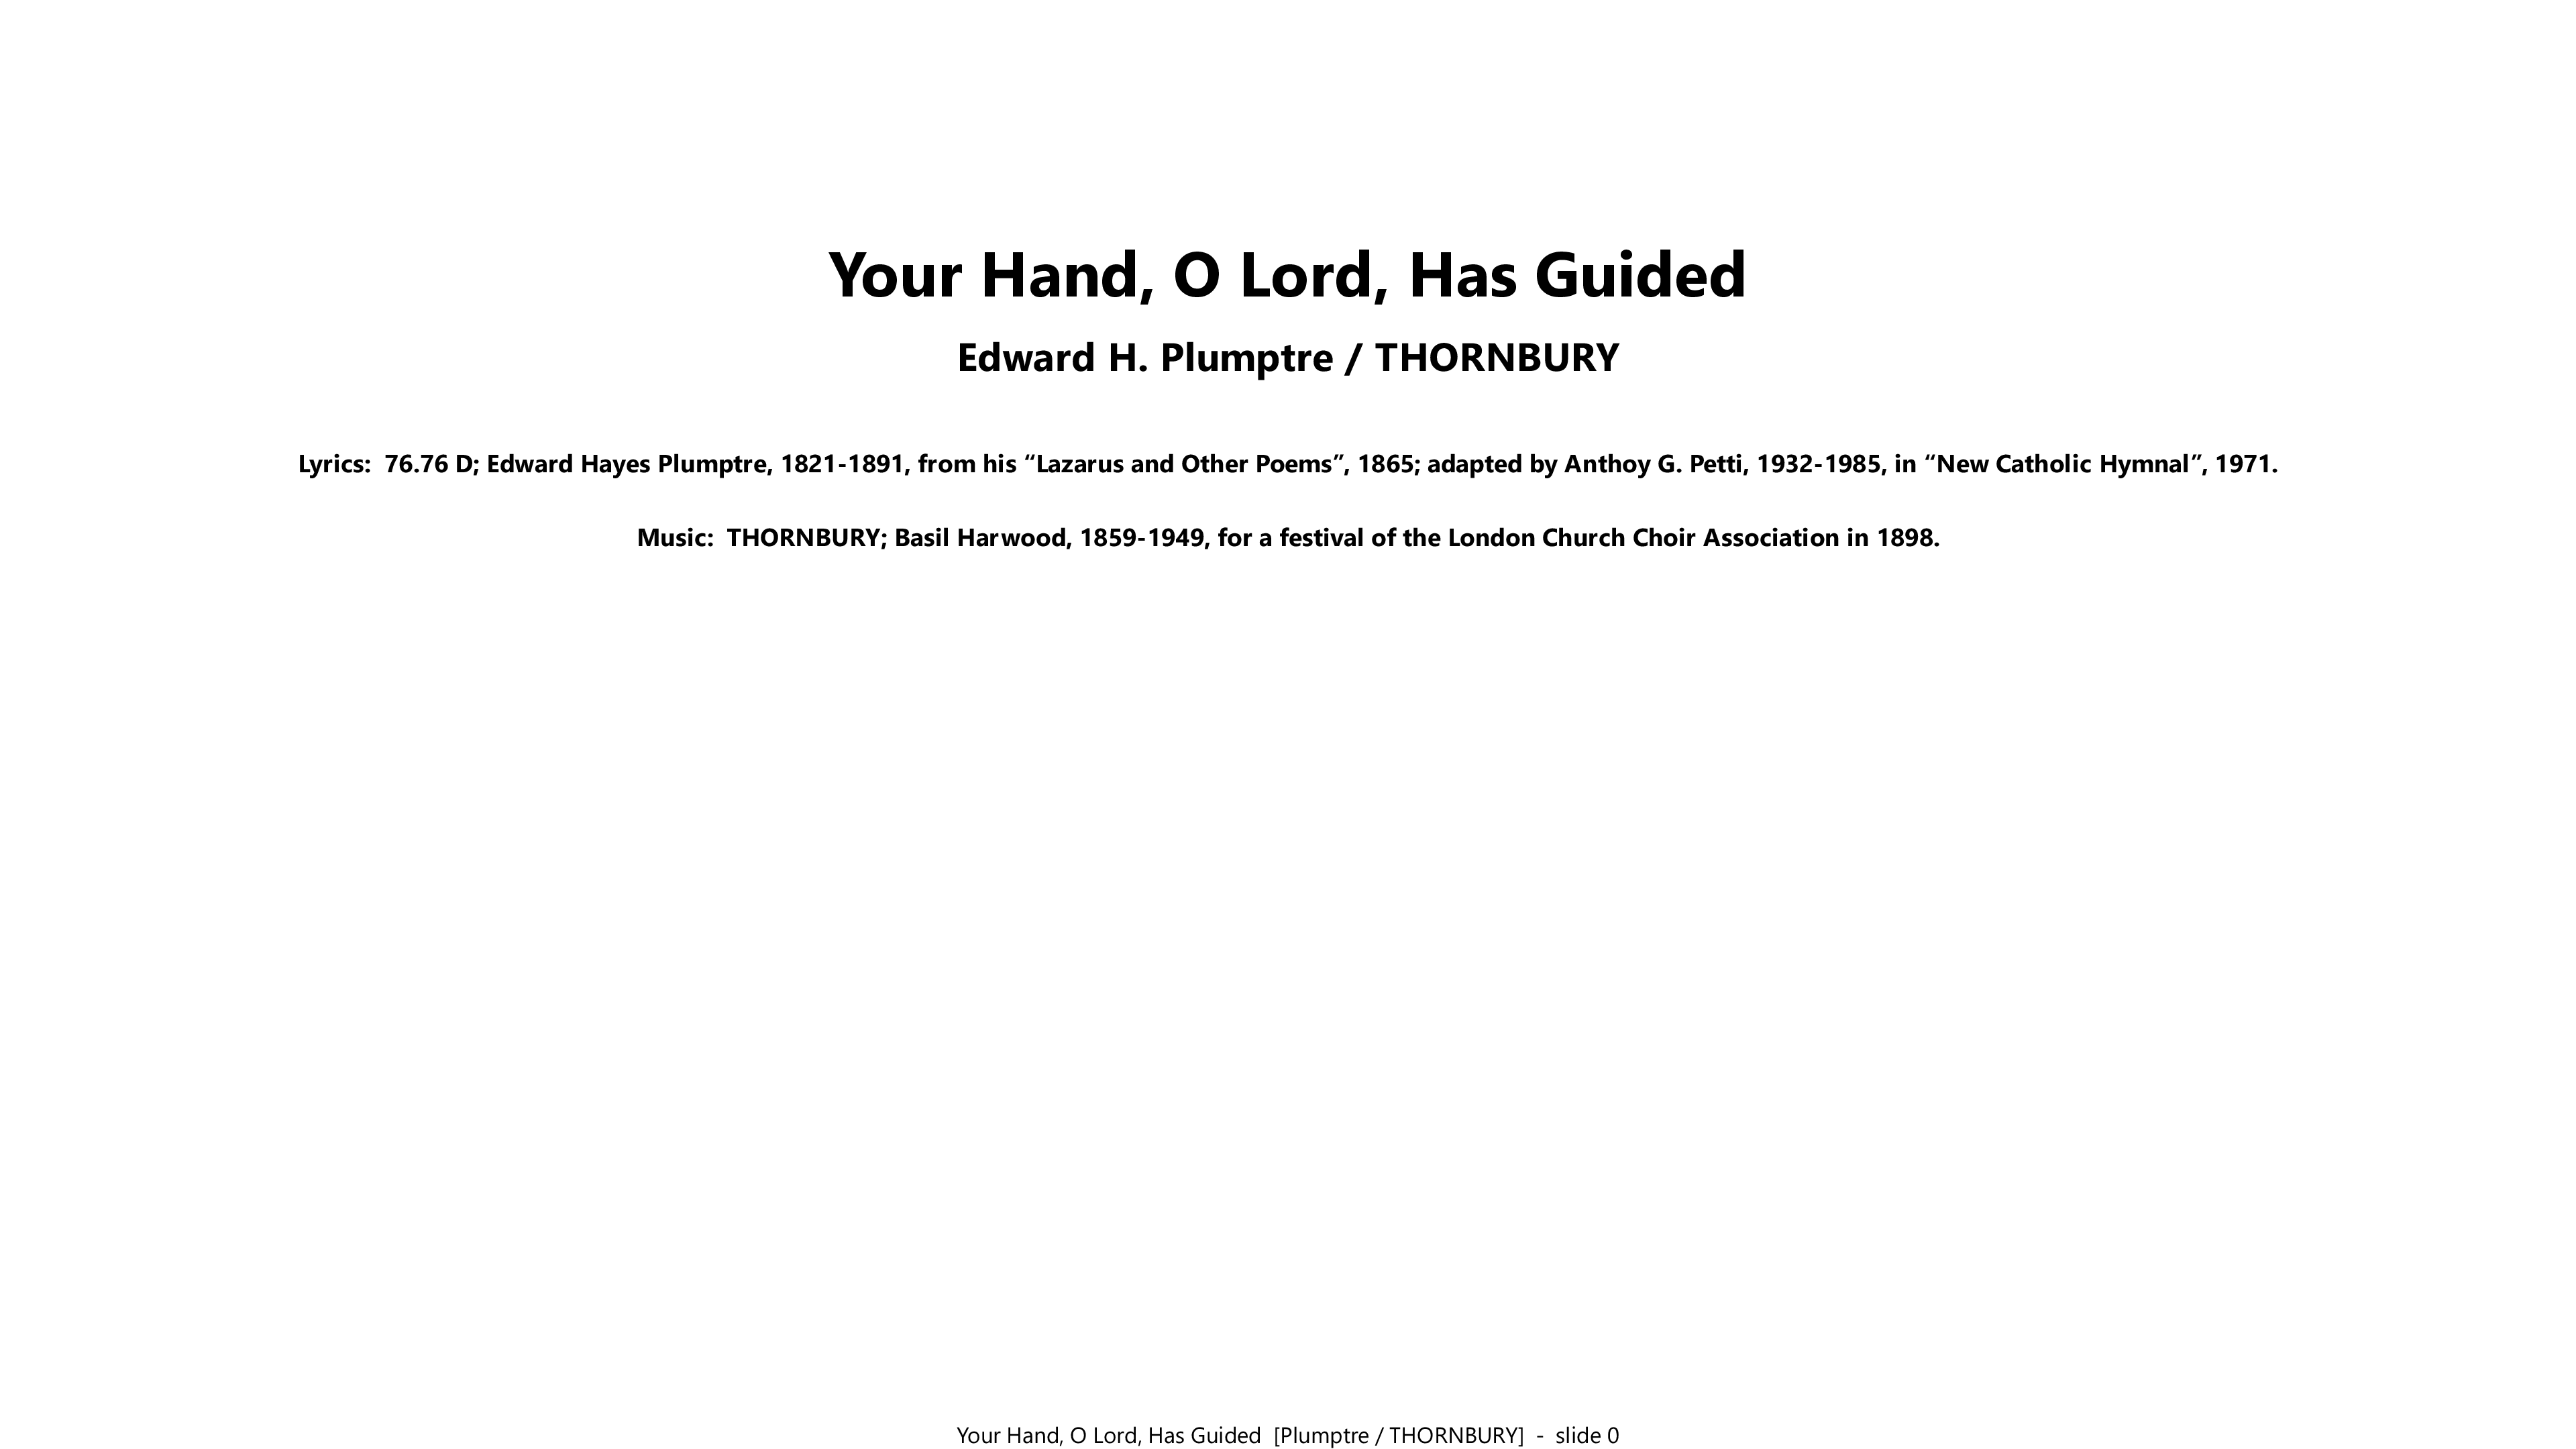 Your Hand, O Lord, Has Guided
Edward H. Plumptre / THORNBURY
Lyrics:  76.76 D; Edward Hayes Plumptre, 1821-1891, from his “Lazarus and Other Poems”, 1865; adapted by Anthoy G. Petti, 1932-1985, in “New Catholic Hymnal”, 1971.
Music:  THORNBURY; Basil Harwood, 1859-1949, for a festival of the London Church Choir Association in 1898.
Your Hand, O Lord, Has Guided  [Plumptre / THORNBURY]  -  slide 0